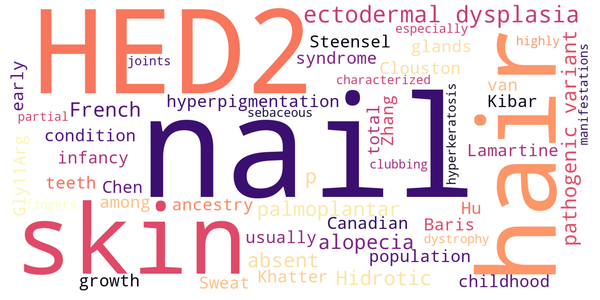 HED2
ectodermal dysplasia
joints
Steensel
especially
highly
syndrome
glands
early
Clouston
characterized
French
hyperpigmentation
van
partial
sebaceous
Kibar
condition
nail
hair
hyperkeratosis
manifestations
pathogenic variant
total
Zhang
infancy
clubbing
Lamartine
Gly11Arg
teeth
Chen
p
fingers
among
ancestry
palmoplantar
Hu
Canadian
Baris
skin
usually
alopecia
dystrophy
absent
population
growth
Sweat
Khatter
Hidrotic
childhood